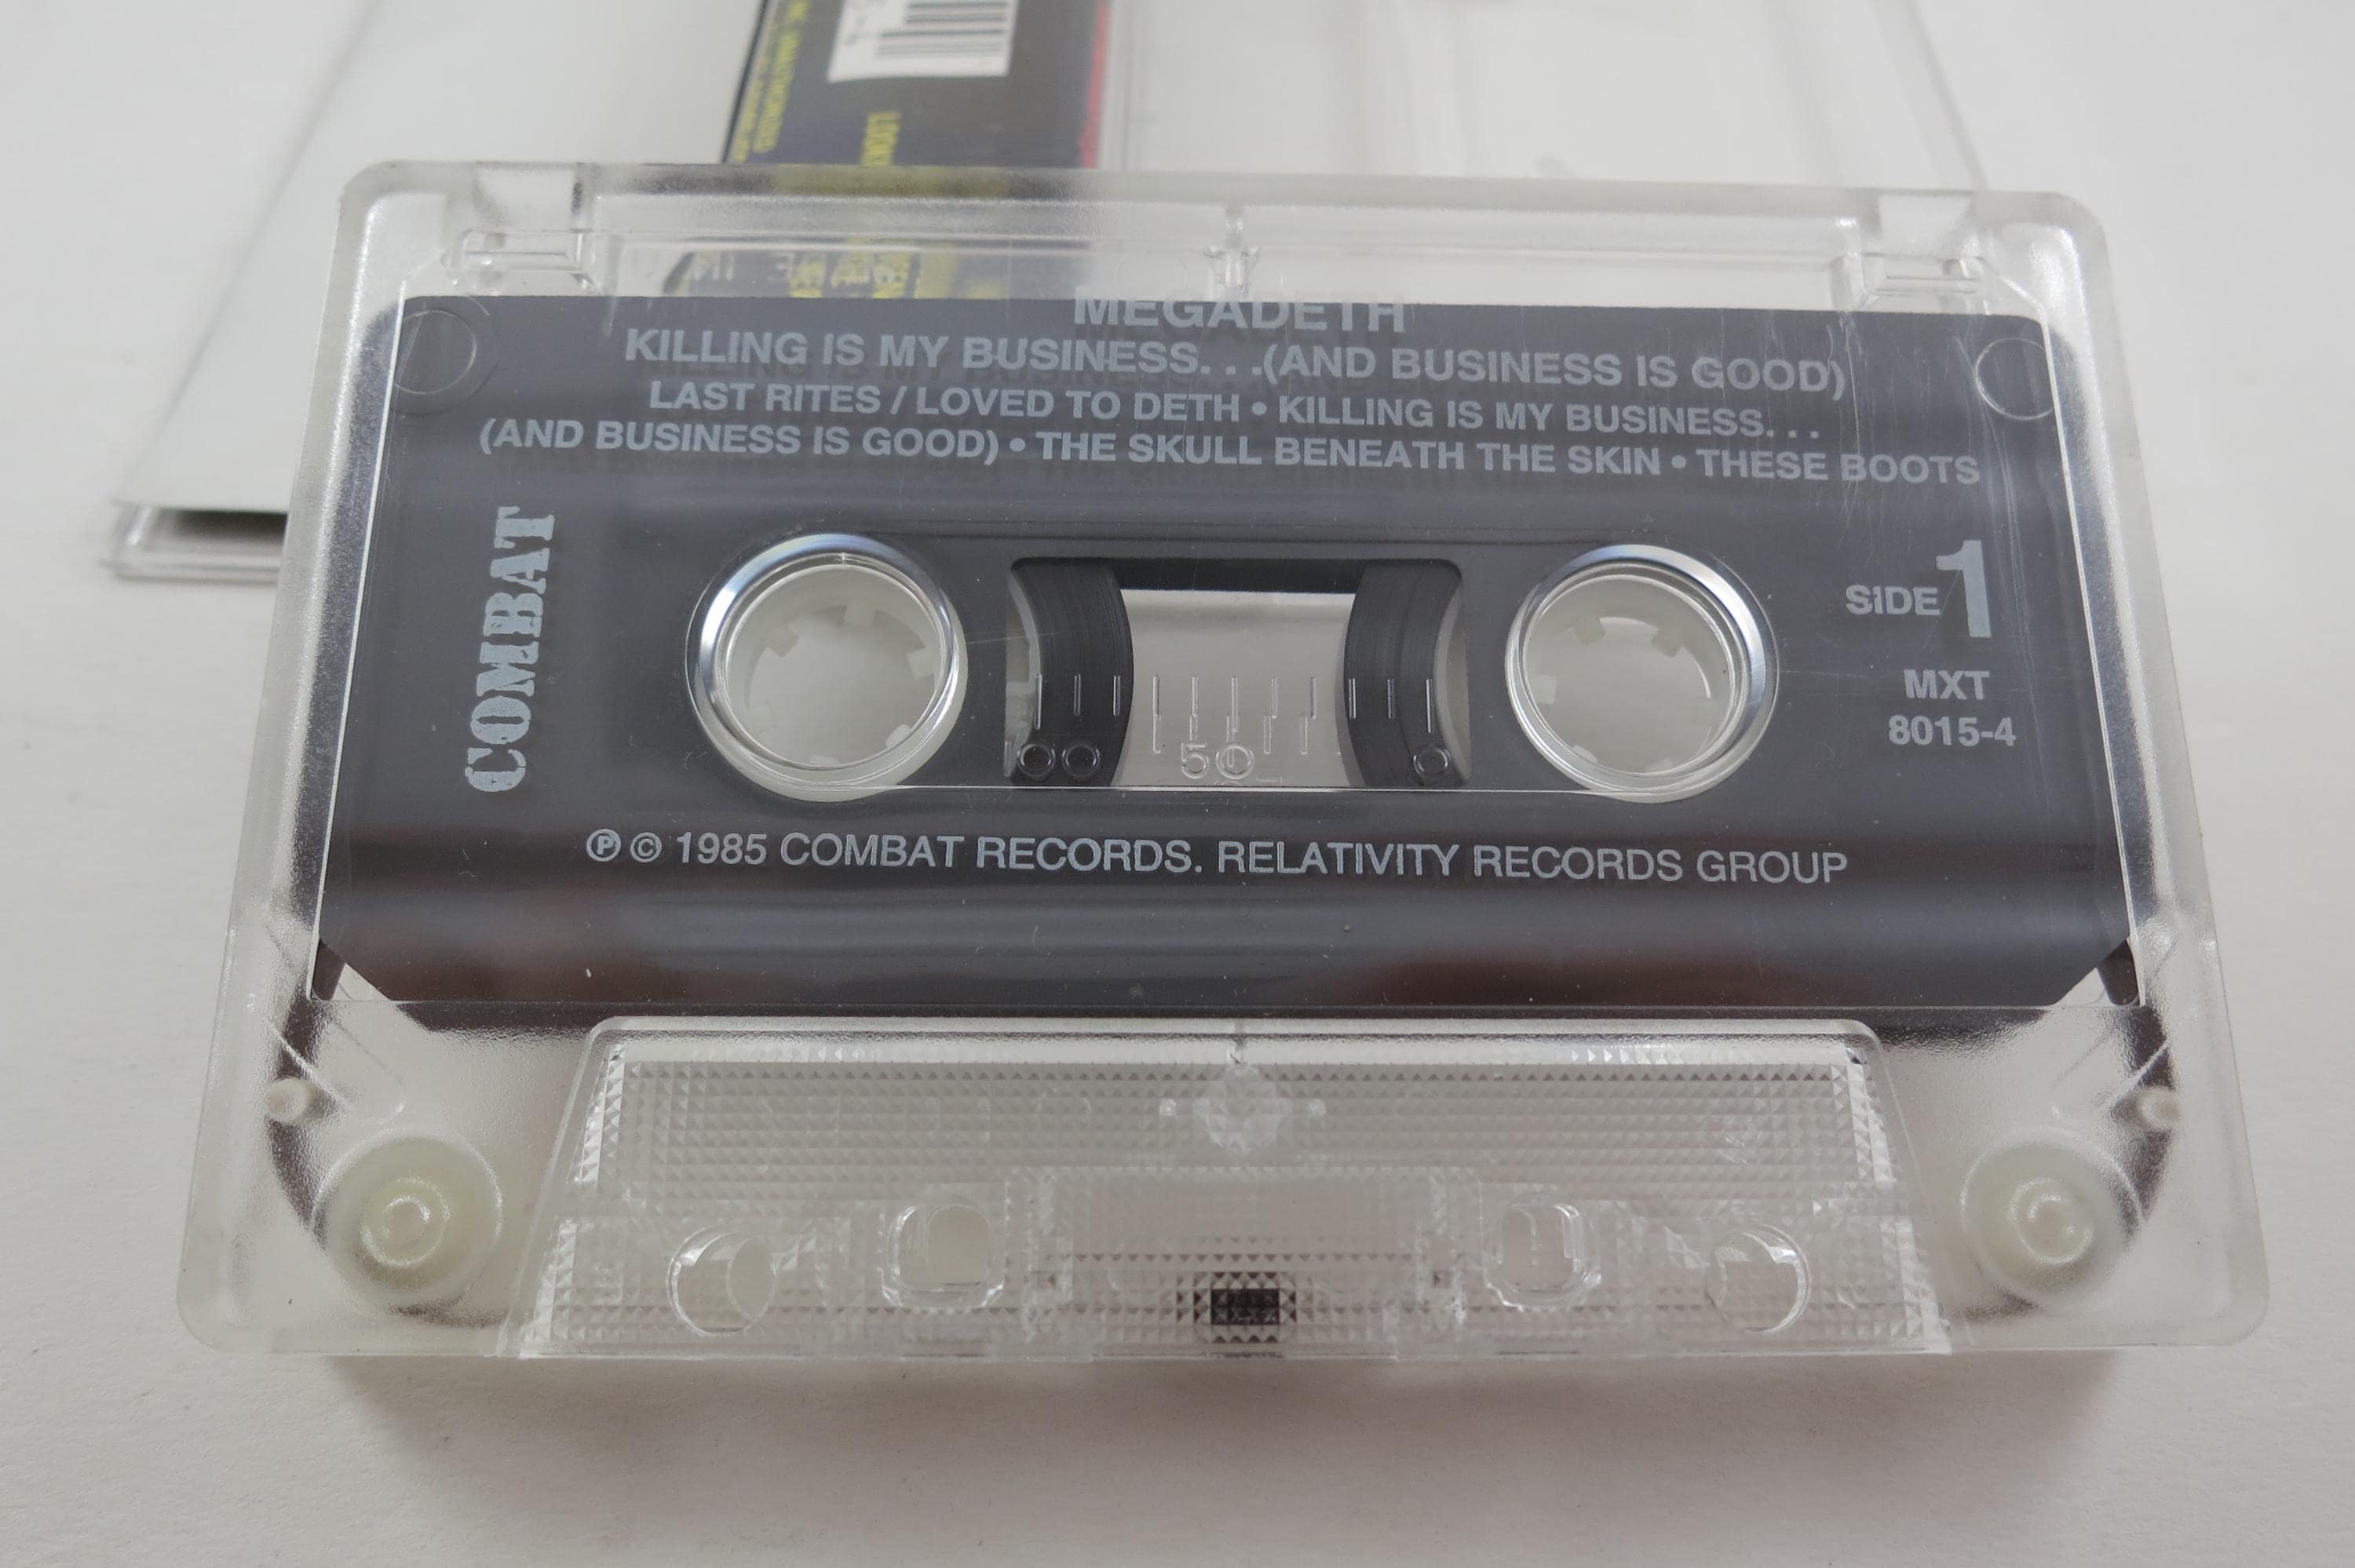 LOOK
MEGADETH
KILLING IS MY BUSINESS. . .(AND BUSINESS IS GOOD)
LAST RITES / LOVED TO DETH • KILLING IS MY BUSINESS. . .
(AND BUSINESS IS GOOD) • THE SKULL BENEATH THE SKIN • THESE BOOTS
COMBAT
SIDE 1
MXT
8015-4
50
0
Ⓟ © 1985 COMBAT RECORDS. RELATIVITY RECORDS GROUP